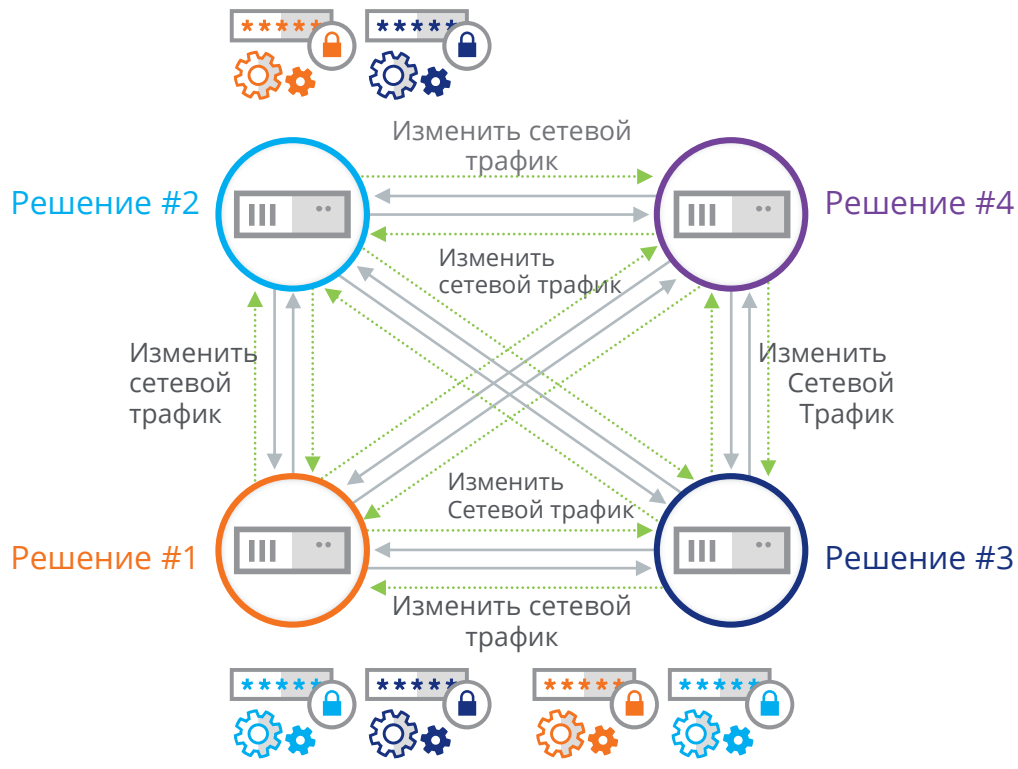 *****
*****
Изменить сетевой
трафик
Решение #2
Решение #4
Изменить
сетевой трафик
Изменить
сетевой
трафик
Изменить
Сетевой
Трафик
Изменить
Сетевой трафик
Решение #1
Решение #3
Изменить сетевой
трафик
*****
*****
*****
*****